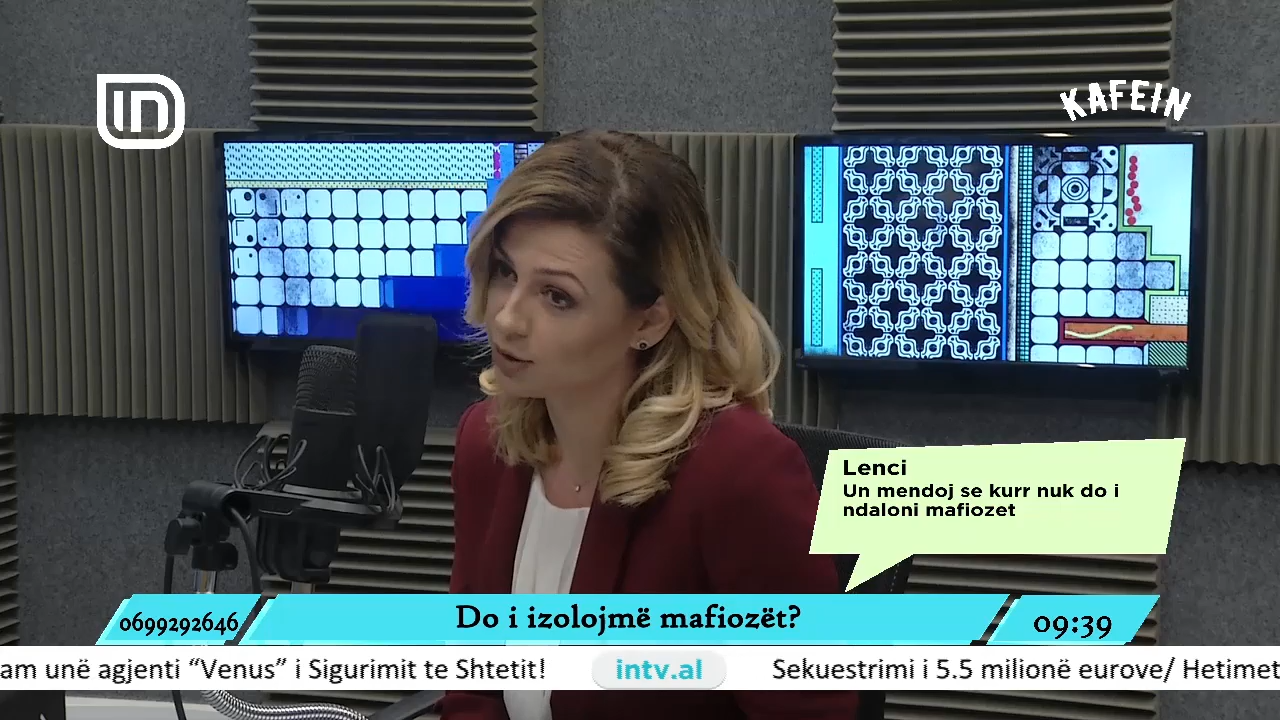 IN
KAFEIN
Lenci
Un mendoj se kurr nuk do i
ndaloni mafiozet
0699292646
Do i izolojmë mafiozët?
09:39
am unë agjenti “Venus” i Sigurimit te Shtetit!
intv.al
Sekuestrimi i 5.5 milionë eurove/ Hetimet